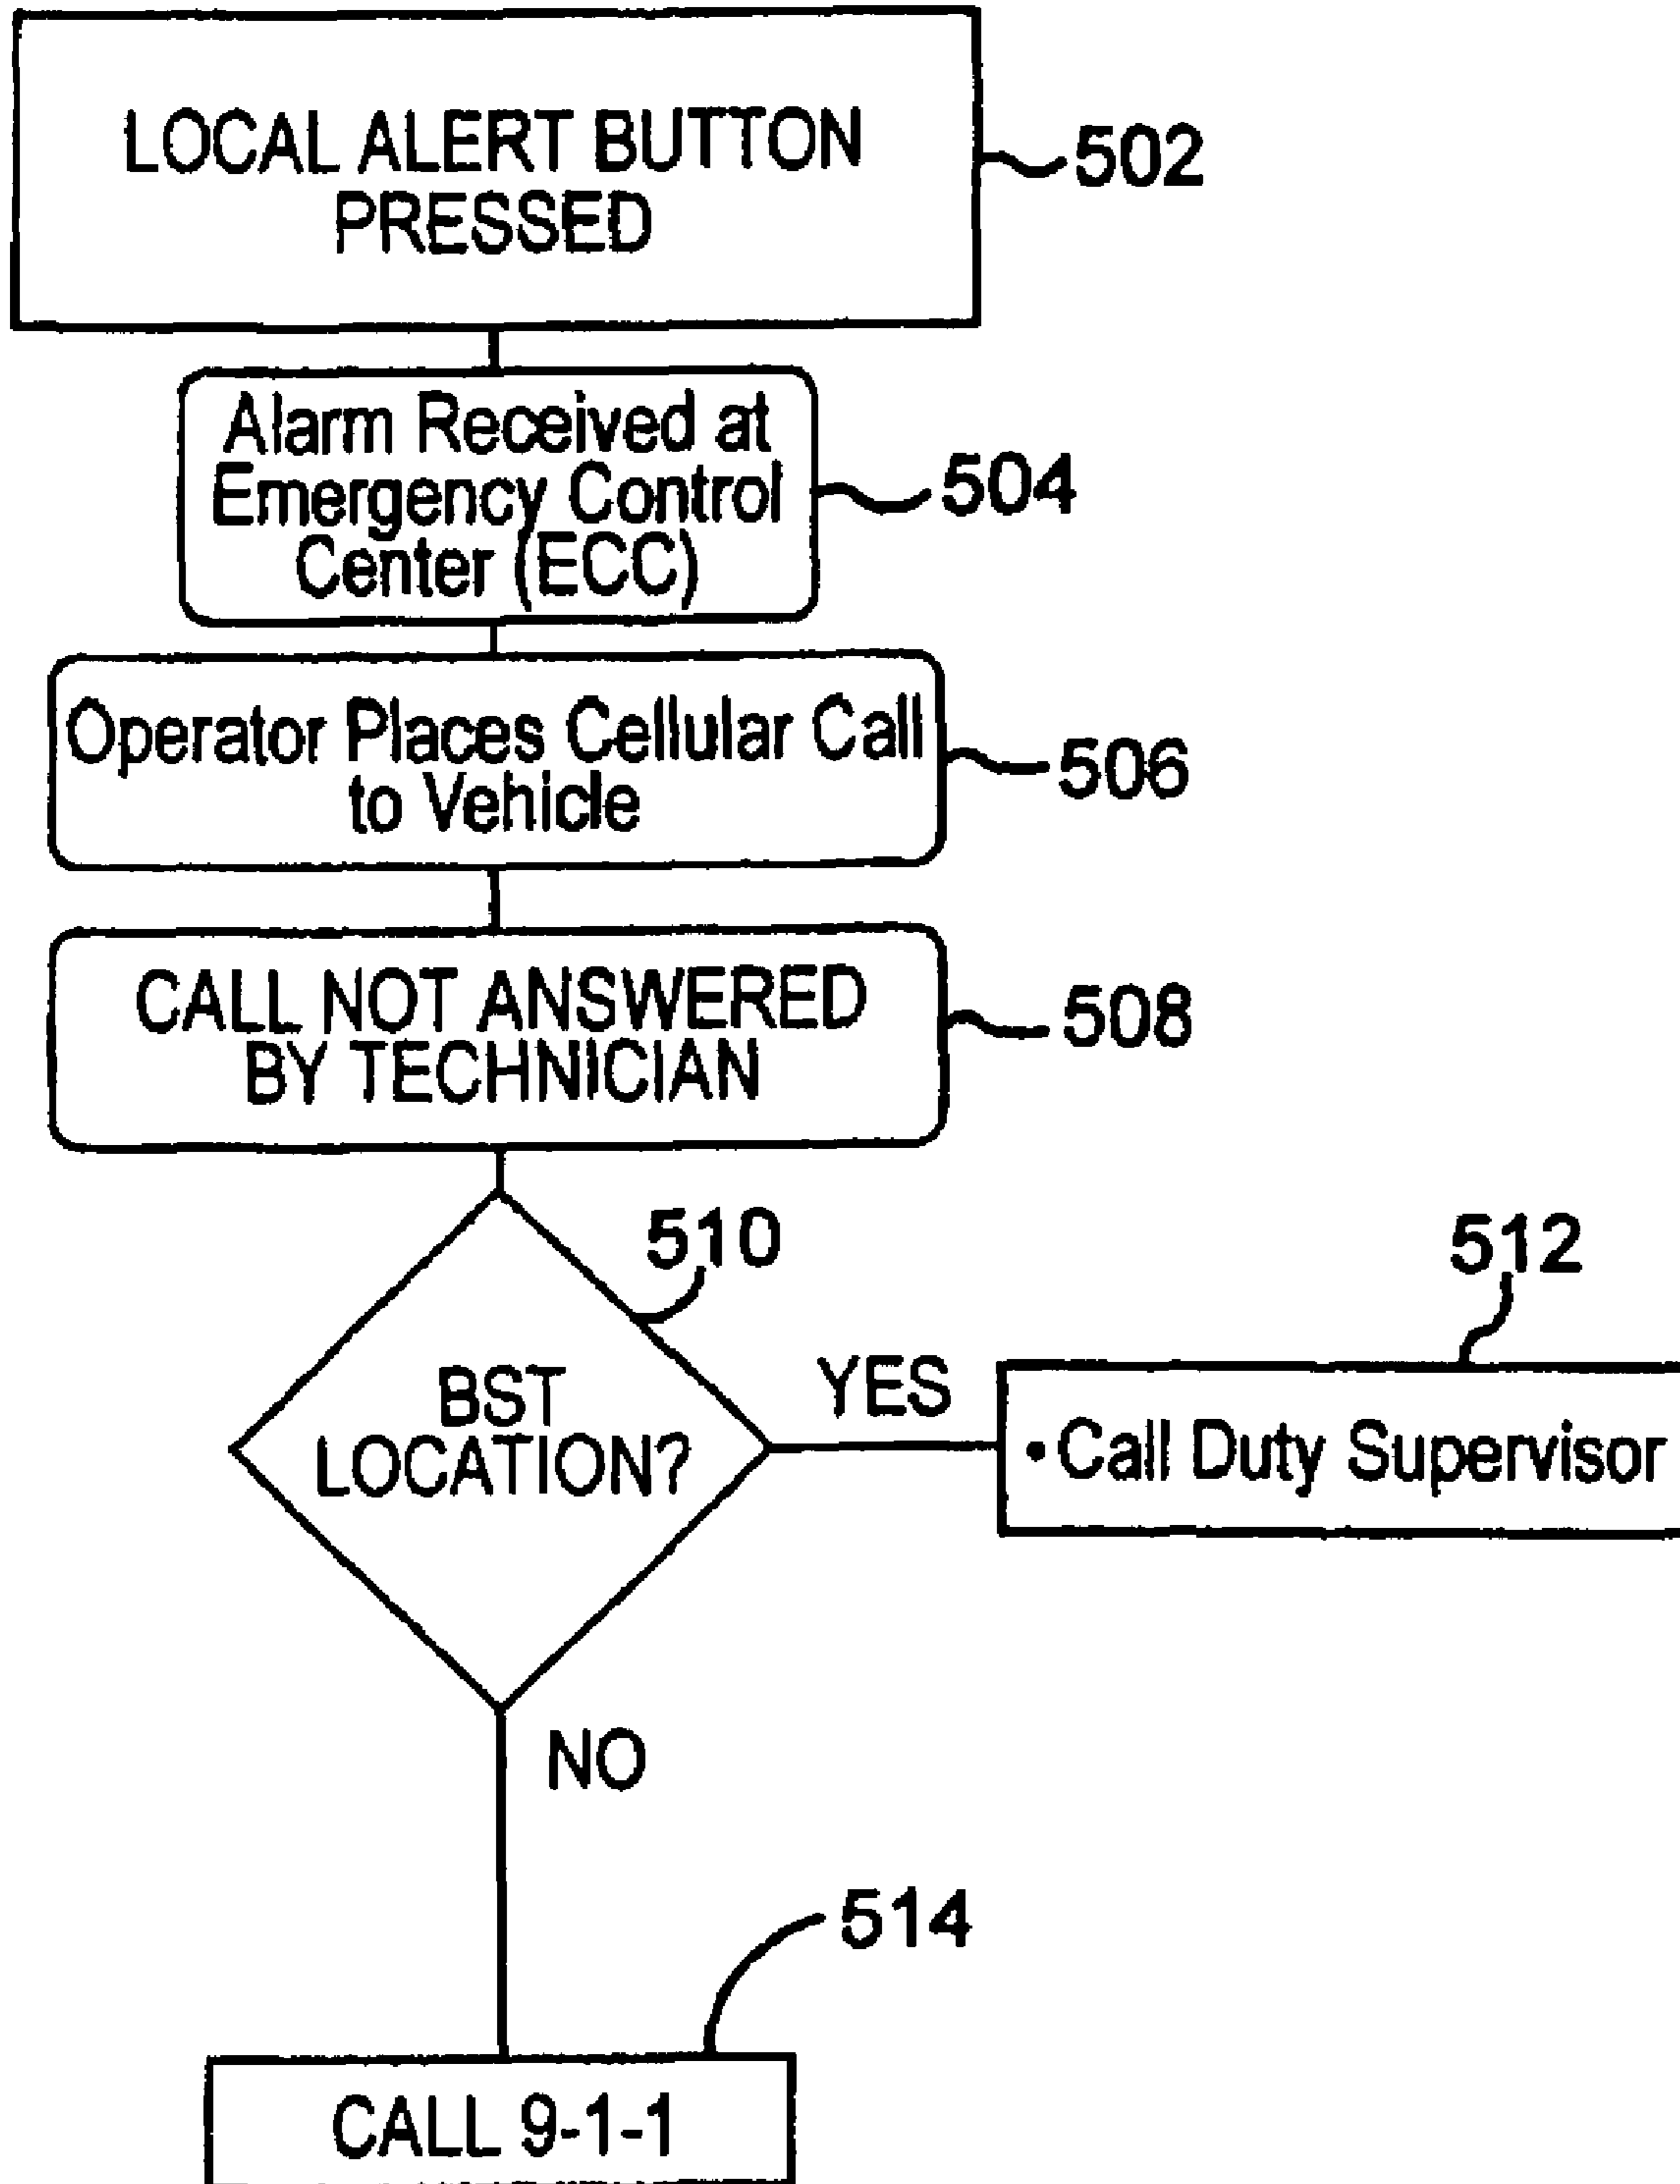 LOCAL ALERT BUTTON
PRESSED
502
Alarm Received at
Emergency Control
Center (ECC)
504
Operator Places Cellular Call
to Vehicle
506
CALL NOT ANSWERED
BY TECHNICIAN
508
510
512
BST
LOCATION?
YES
•Call Duty Supervisor
NO
514
CALL 9-1-1